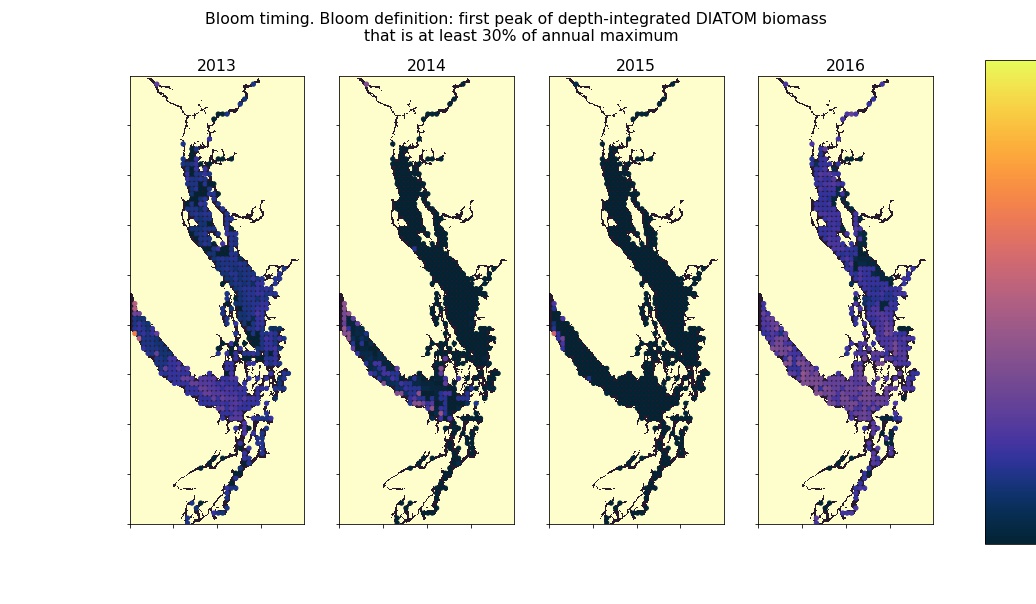 Bloom timing. Bloom definition: first peak of depth-integrated DIATOM biomass
that is at least 30% of annual maximum
2013
2014
2015
2016